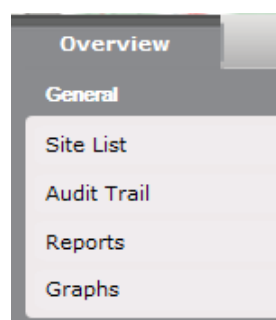 Overview
General
Site List
Audit Trail
Reports
Graphs